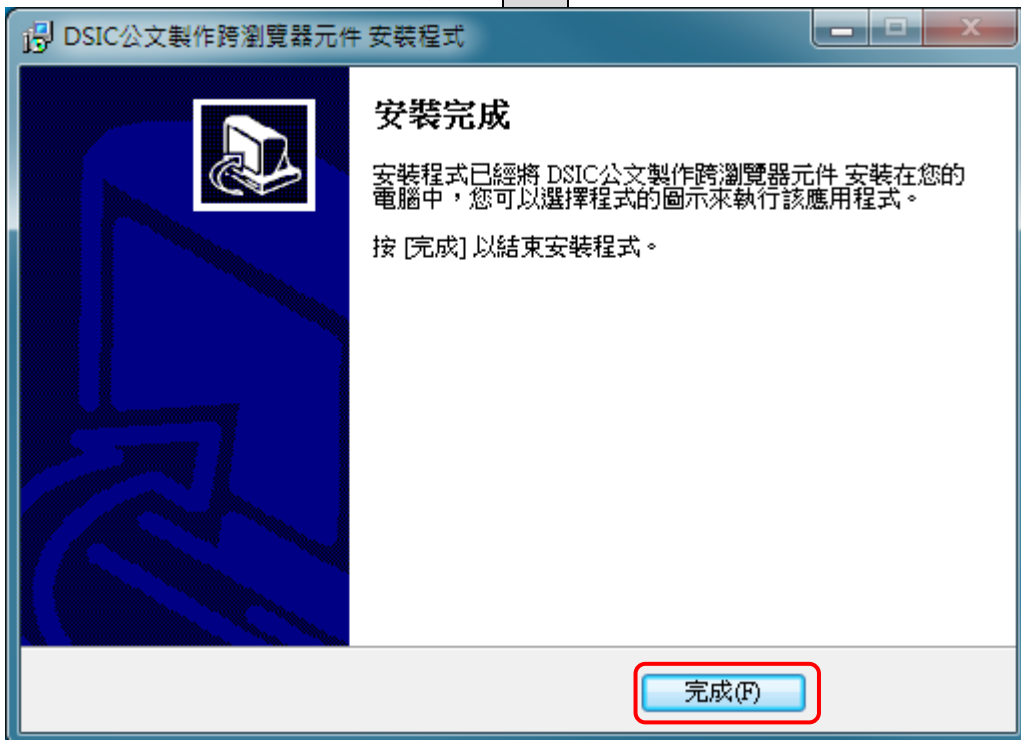 DSIC公文製作跨瀏覽器元件 安裝程式
安裝完成
安裝程式已經將 DSIC公文製作跨瀏覽器元件 安裝在您的
電腦中，您可以選擇程式的圖示來執行該應用程式。
按 [完成] 以結束安裝程式。
完成(F)